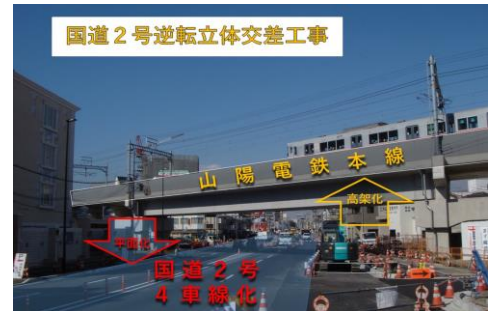 国道２号逆転立体交差工事
山陽電鉄本線
高架化
平面化
国道２号
４車線化